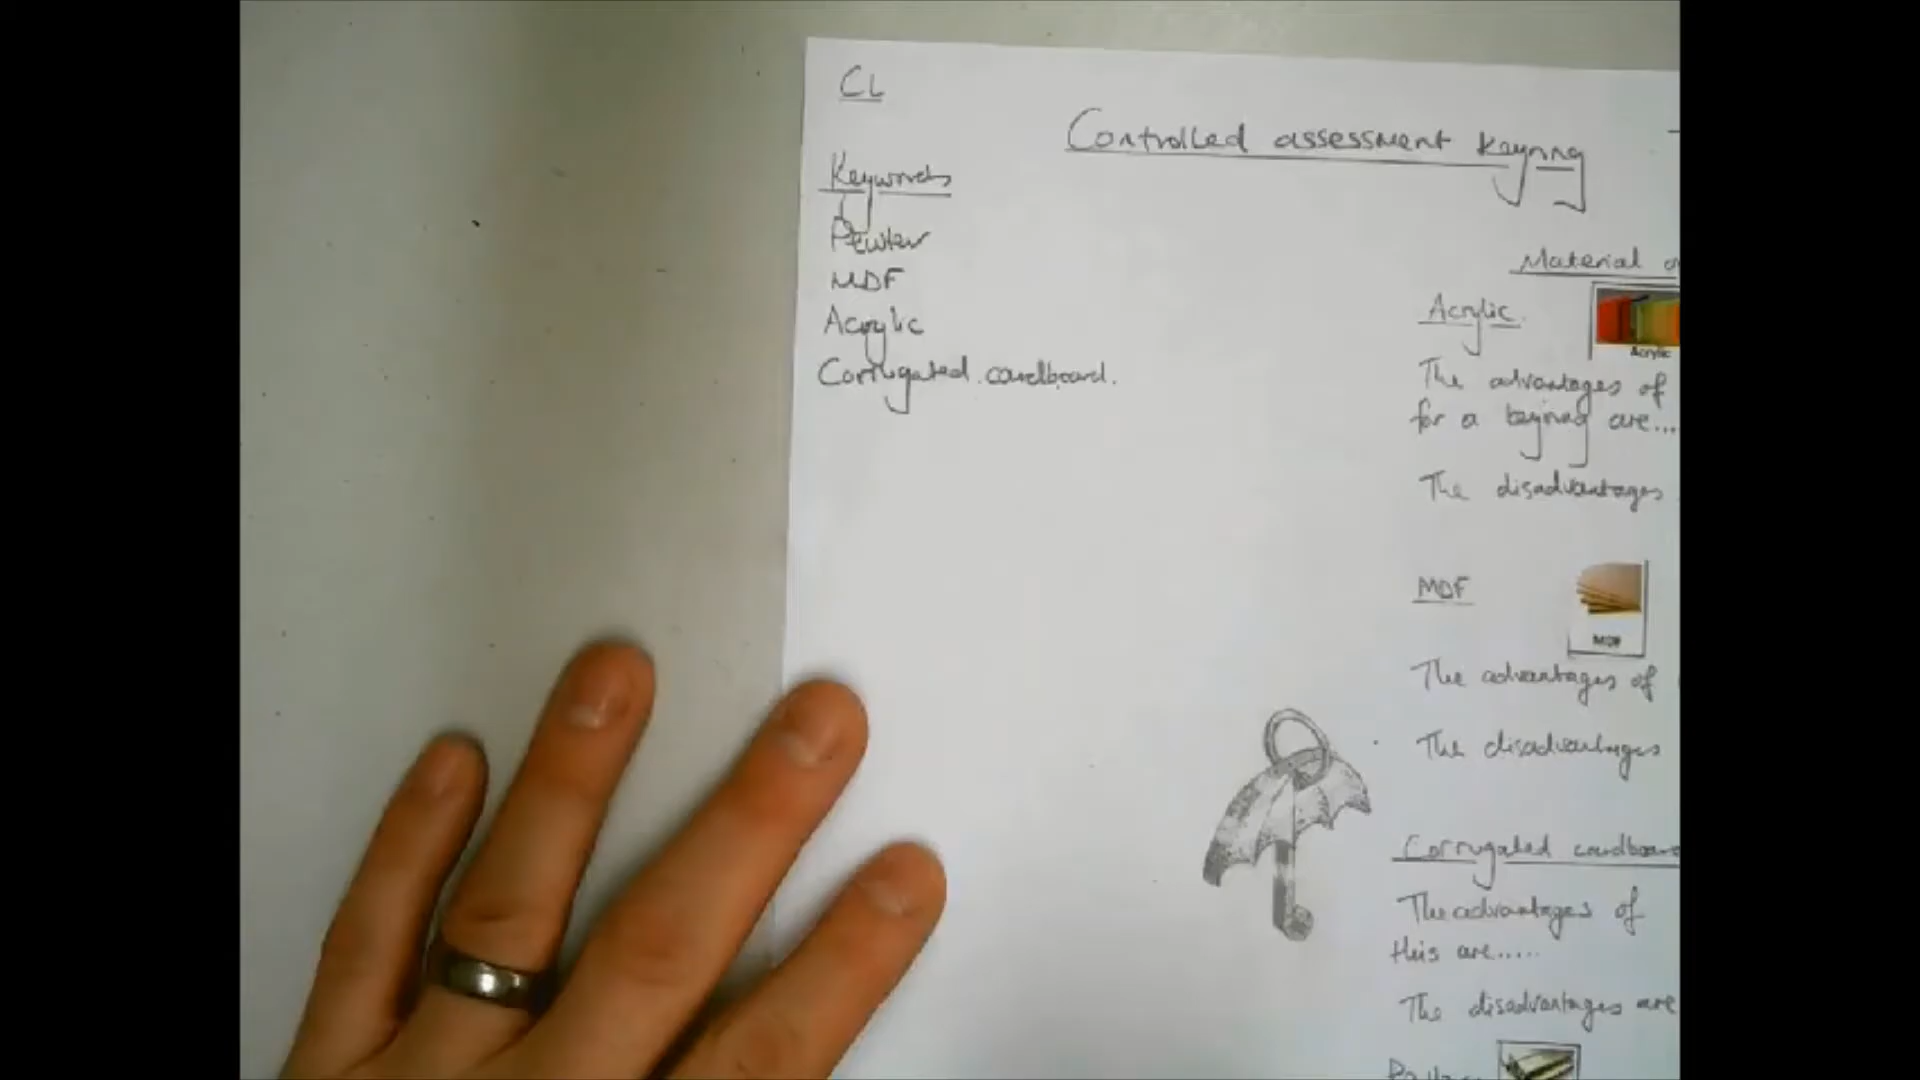 CL
Controlled assessment keyring
Keywords
Pewter
MDF
Acrylic
Corrugated cardboard.
Material
Acrylic
Acrylic
The advantages of
for a keyring are...
The disadvantages
MDF
MDF
The advantages of
The disadvantages
Corrugated cardboard
The advantages of
this are.....
The disadvantages are